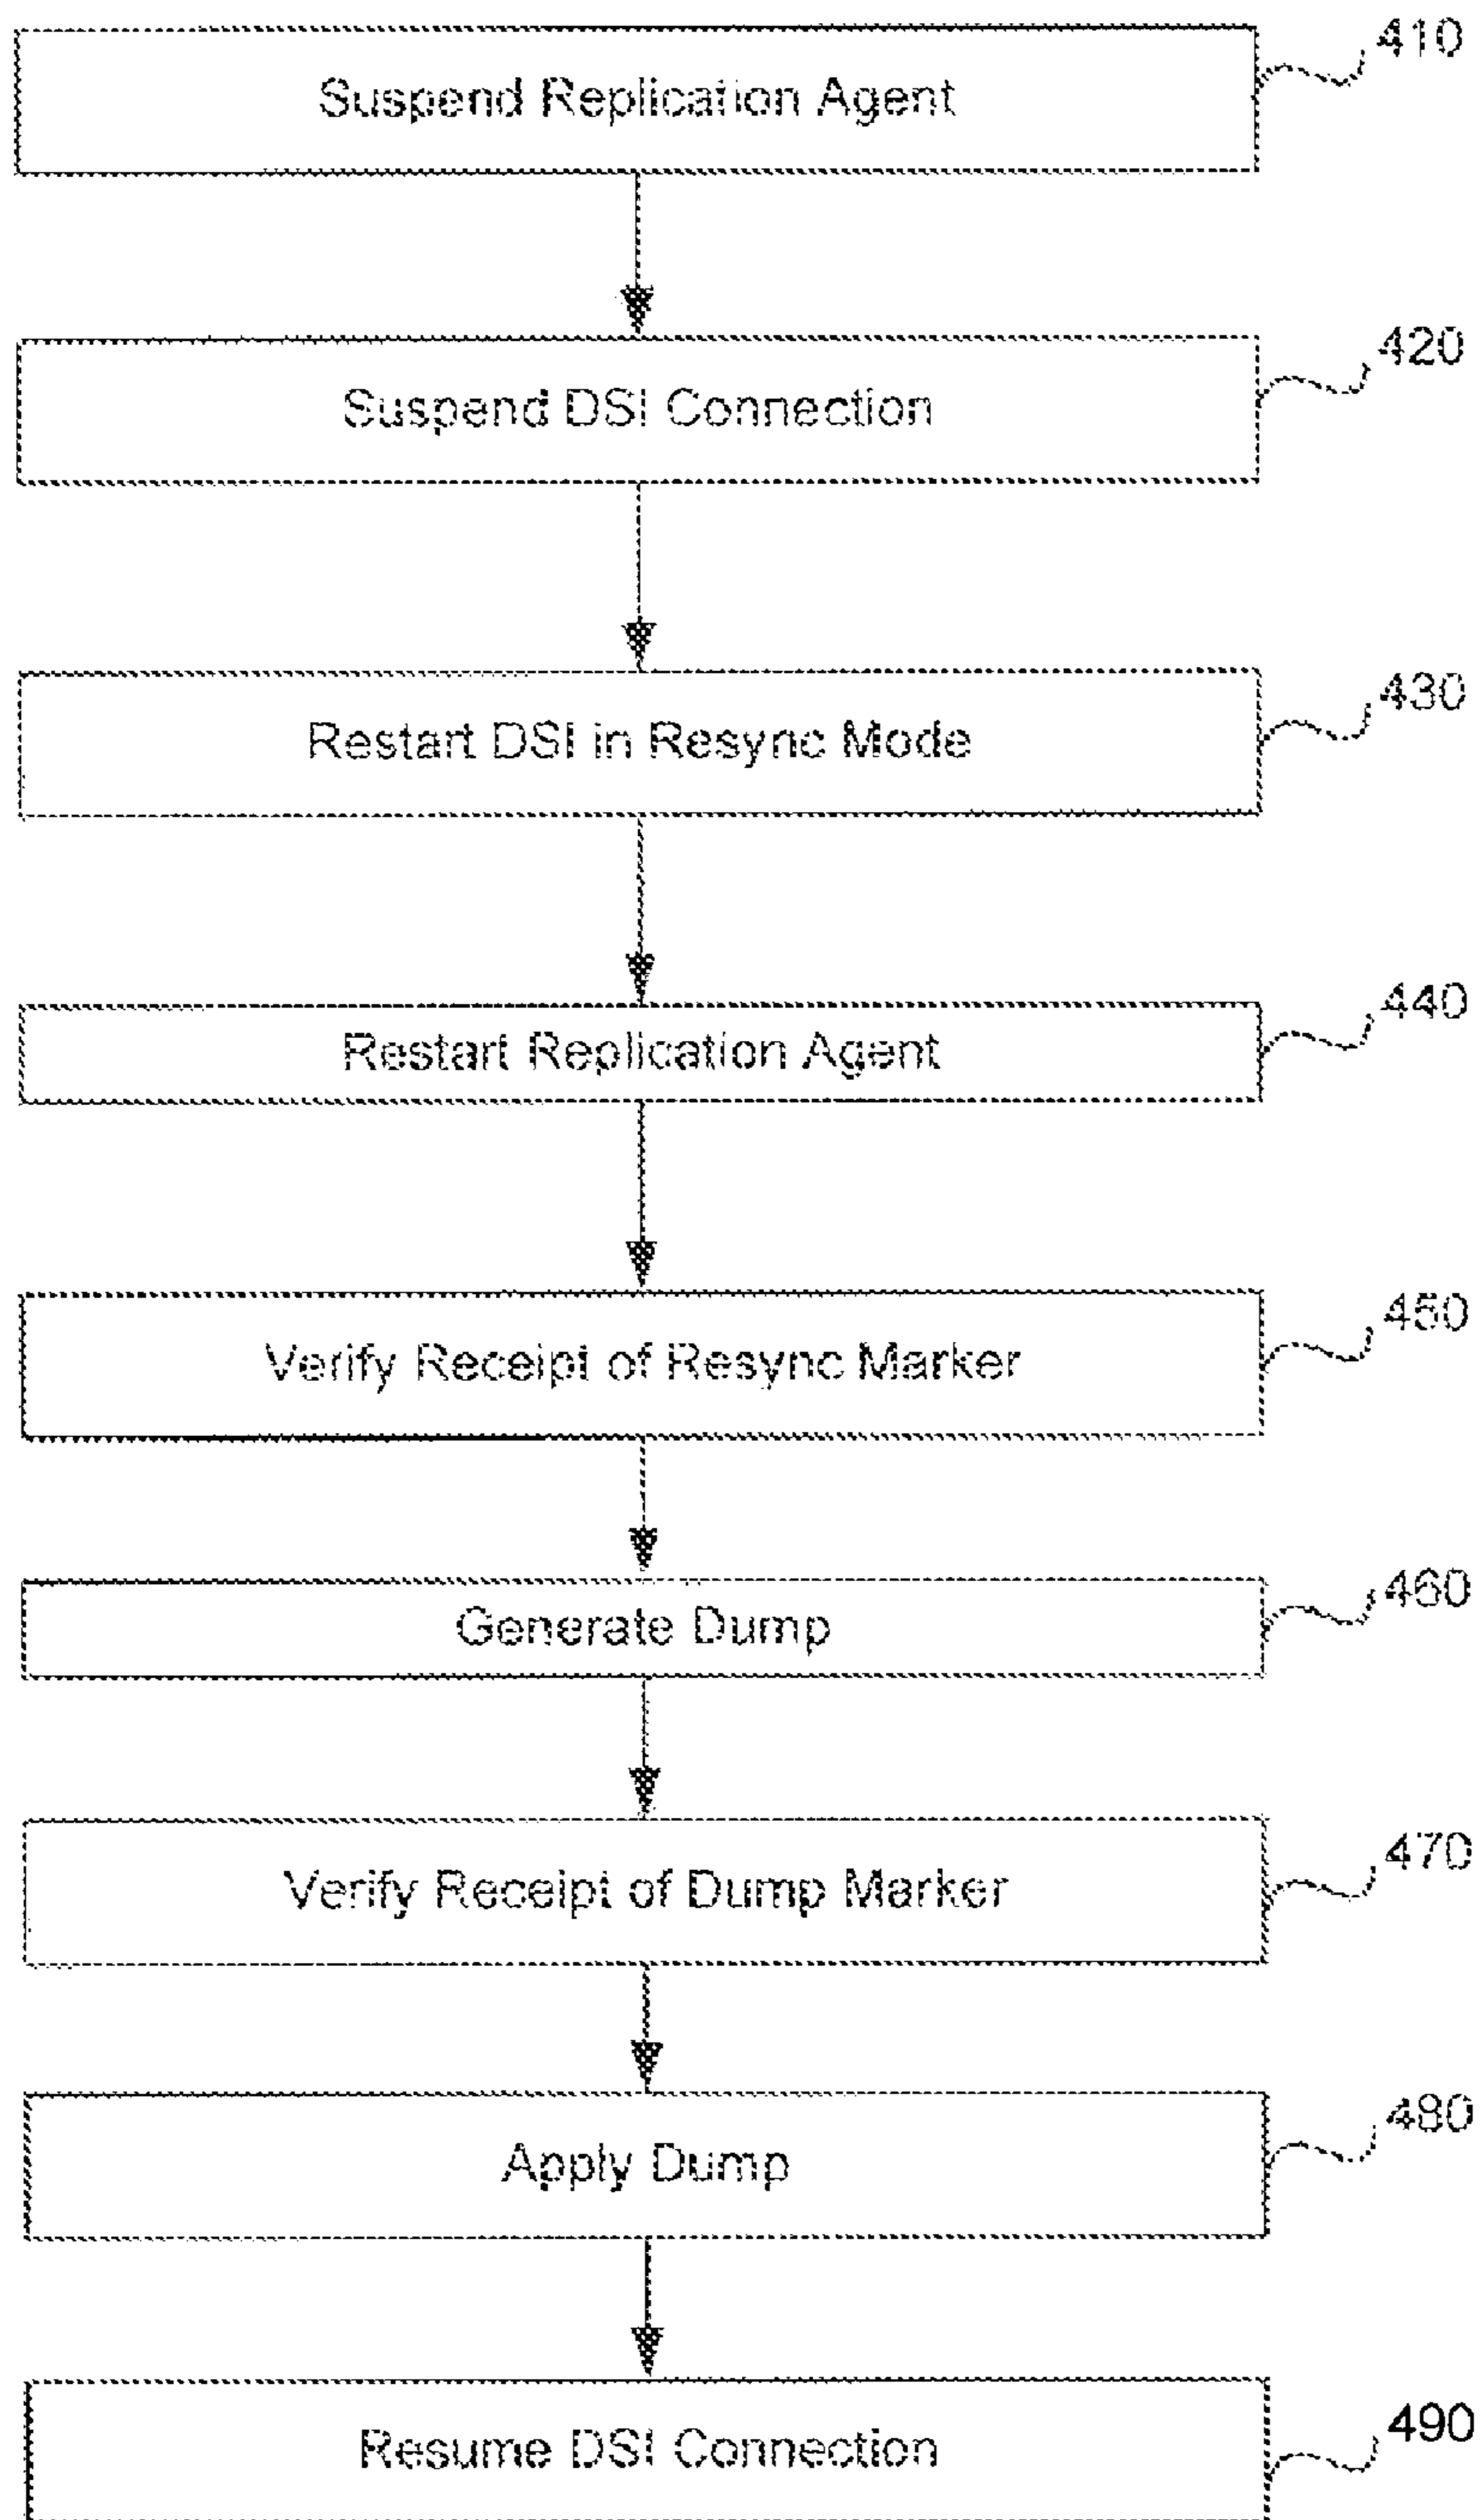 410
Suspend Replication Agent
420
Suspend DSI Connection
430
Restart DSI in Resync Mode
440
Restart Replication Agent
450
Verify Receipt of Resync Marker
460
Generate Dump
470
Verify Receipt of Dump Marker
480
Apply Dump
490
Resume DSI Connection